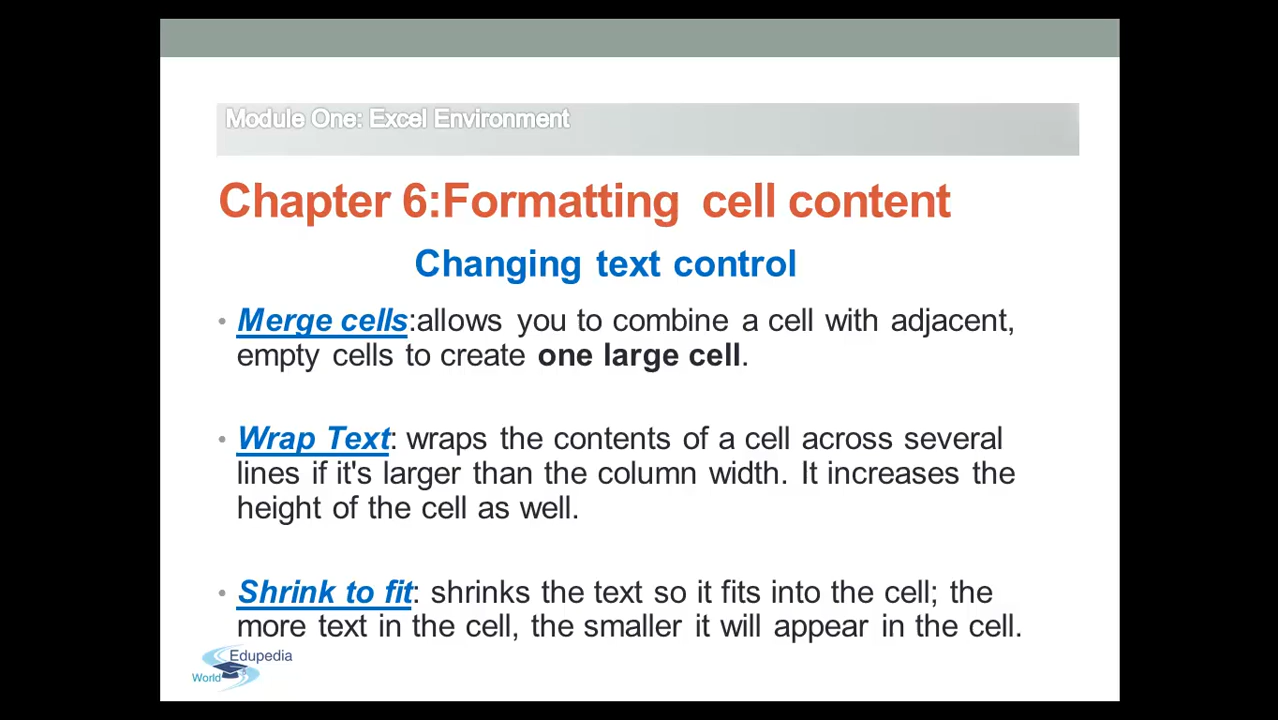 Module One: Excel Environment
Chapter 6:Formatting cell content
Changing text control
• Merge cells:allows you to combine a cell with adjacent,
empty cells to create one large cell.
• Wrap Text: wraps the contents of a cell across several
lines if it's larger than the column width. It increases the
height of the cell as well.
• Shrink to fit: shrinks the text so it fits into the cell; the
more text in the cell, the smaller it will appear in the cell.
Edupedia
World